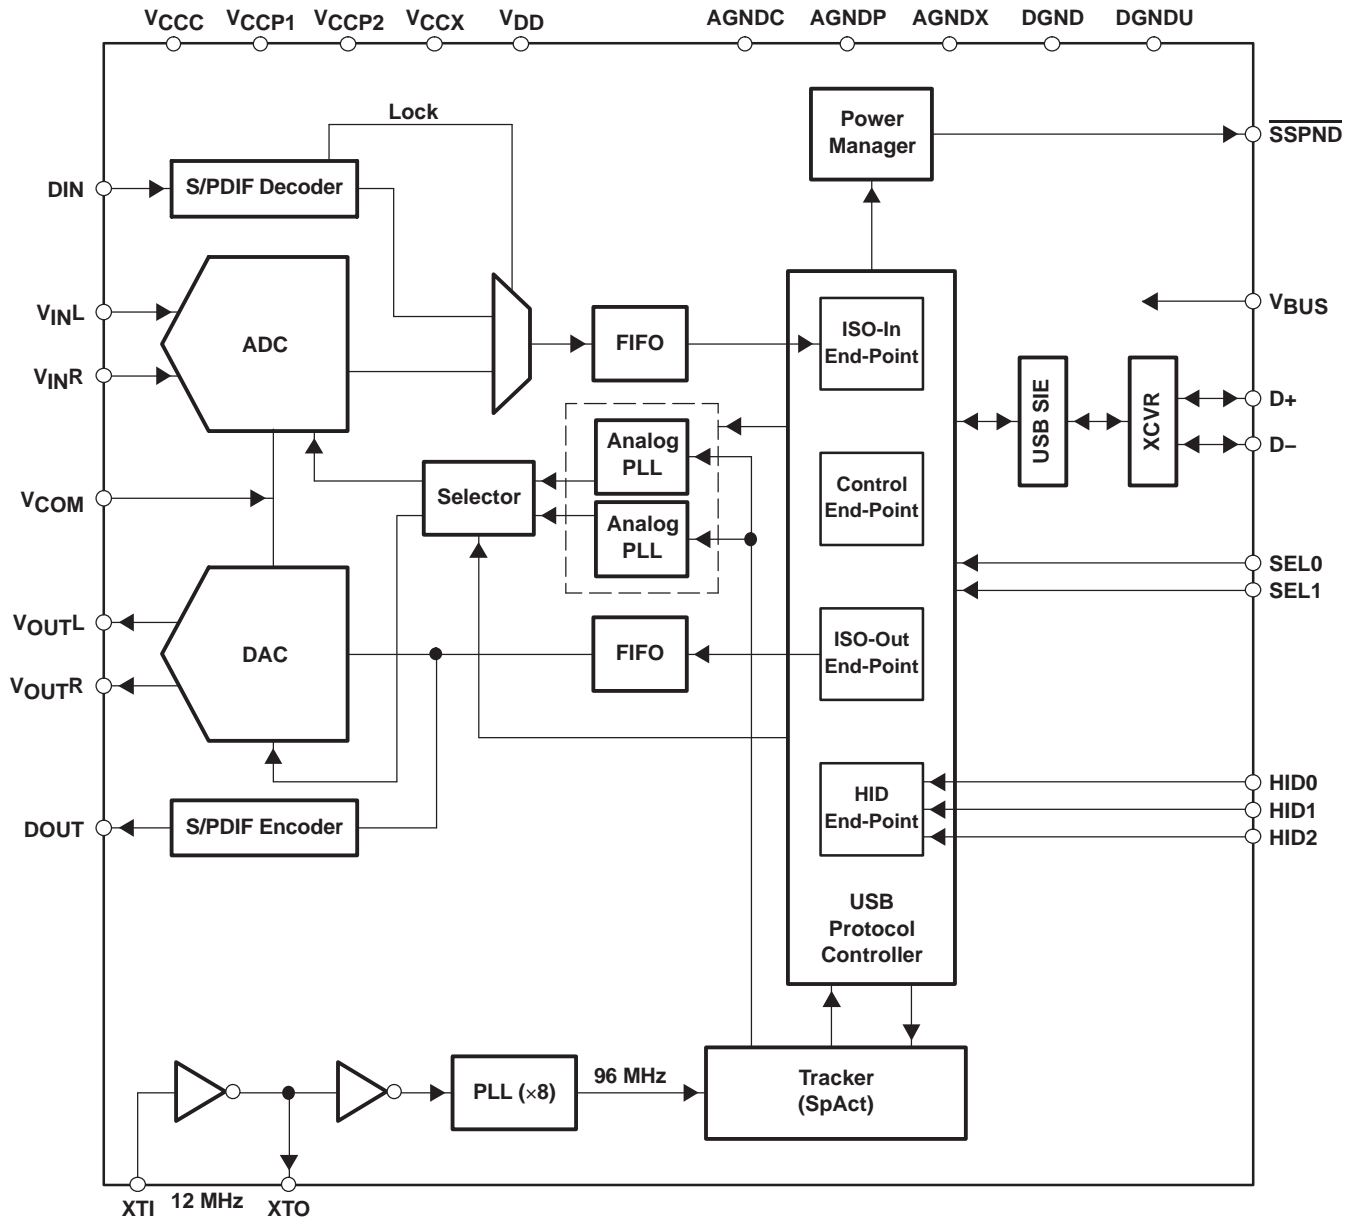 VCCC VCCP1 VCCP2 VCCX VDD AGNDC AGNDP AGNDX DGND DGNDU
Lock
Power
Manager
SSPND
DIN
S/PDIF Decoder
VINL
VINR
ADC
FIFO
ISO-In
End-Point
VBUS
USB SIE
XCVR
D+
D–
Analog
PLL
Selector
Analog
PLL
Control
End-Point
VCOM
SEL0
SEL1
VOUTL
VOUTR
DAC
FIFO
ISO-Out
End-Point
HID
End-Point
HID0
HID1
HID2
DOUT
S/PDIF Encoder
USB
Protocol
Controller
PLL (×8)
96 MHz
Tracker
(SpAct)
XTI
12 MHz
XTO